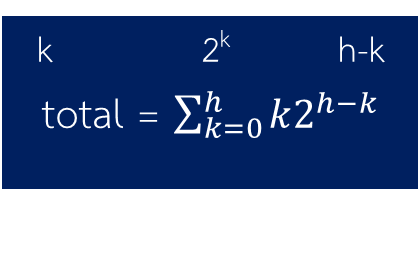 k 2^k h-k
total = ∑_{k=0}^{h} k2^{h−k}